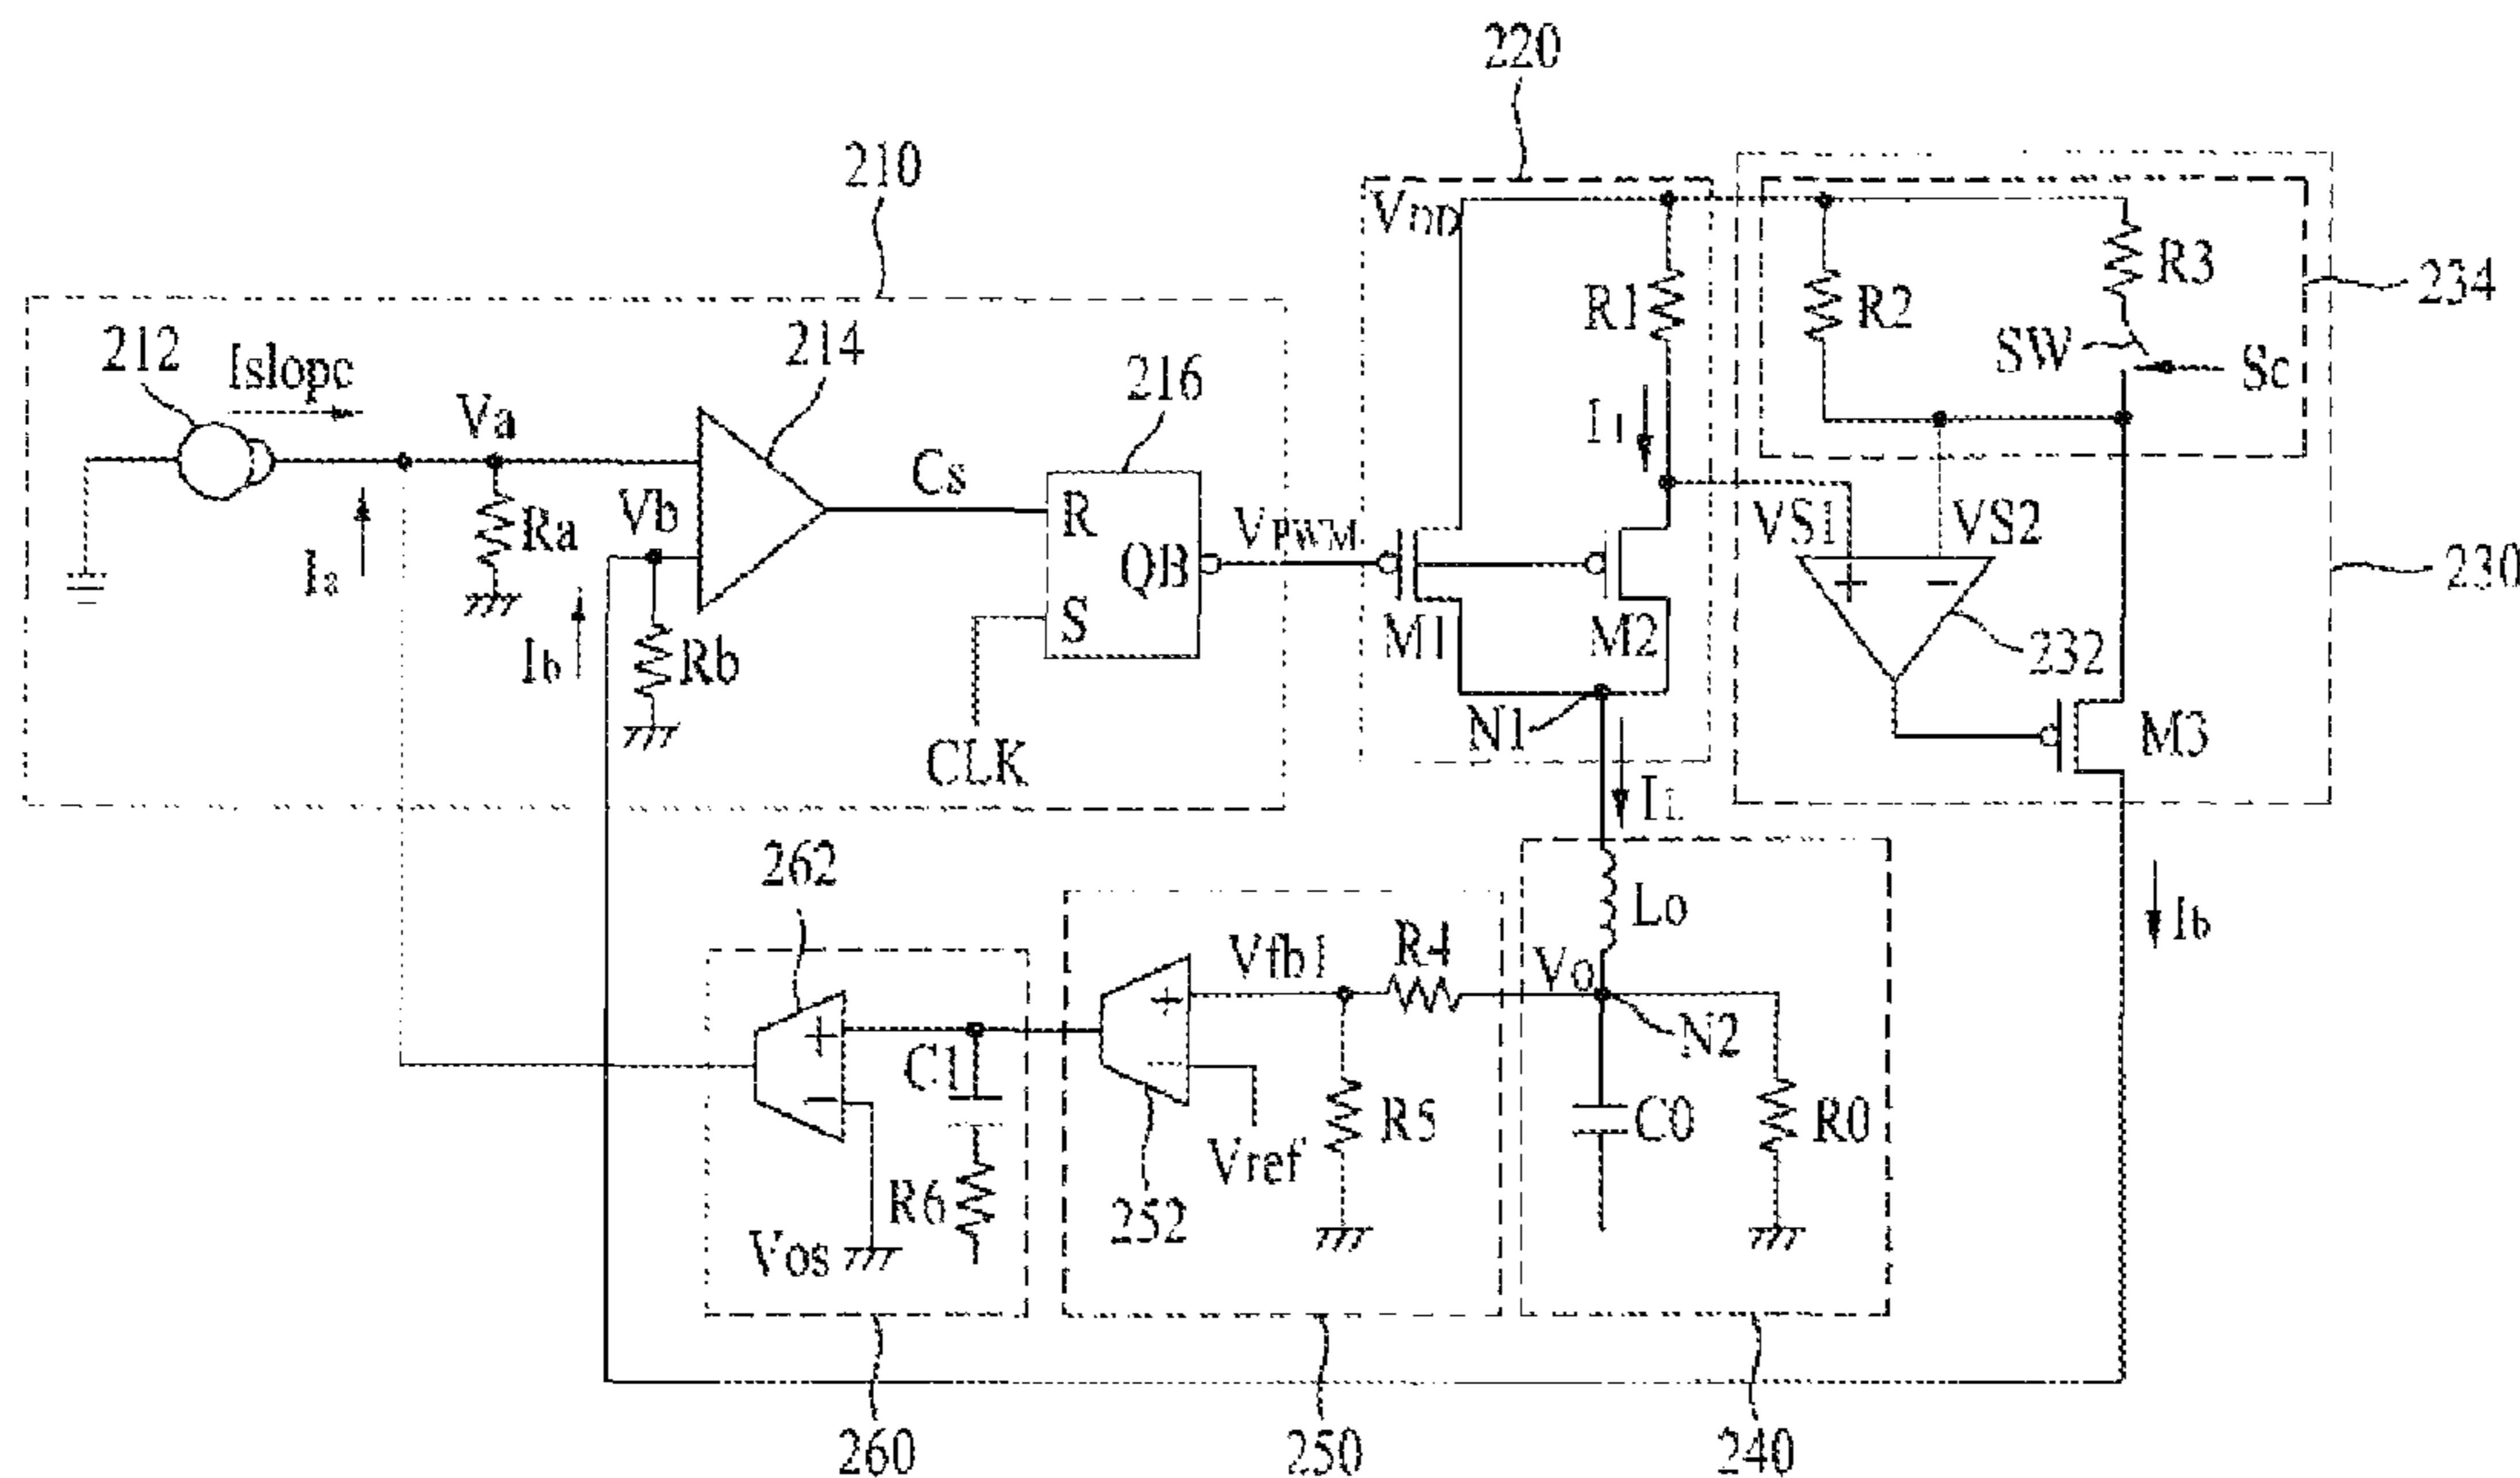 220
210
VDD
R3
234
R1
R2
SW
Sc
212
Islope
214
216
Va
I1
Cs
Vb
R
VPWM
VS1
VS2
Ra
QB
+
-
230
Ia
S
M1
M2
232
Ib
Rb
N1
M3
CLK
IL
262
Lo
Ib
Vfb1
R4
Vo
+
+
N2
C1
-
-
R5
C0
R0
Vref
R6
252
Vos
260
250
240